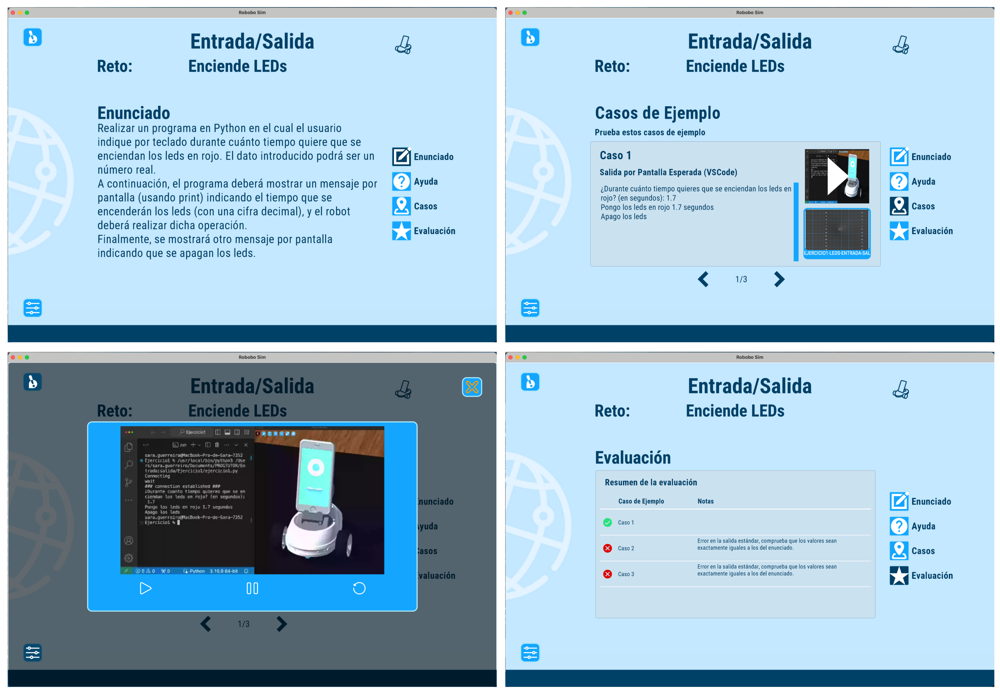 Robobo Sim
Entrada/Salida
Reto: Enciende LEDs
Enunciado
Realizar un programa en Python en el cual el usuario
indique por teclado durante cuánto tiempo quiere que se
enciendan los leds en rojo. El dato introducido podrá ser un
número real.
A continuación, el programa deberá mostrar un mensaje por
pantalla (usando print) indicando el tiempo que se
encenderán los leds (con una cifra decimal), y el robot
deberá realizar dicha operación.
Finalmente, se mostrará otro mensaje por pantalla
indicando que se apagan los leds.
Enunciado
Ayuda
Casos
Evaluación
Robobo Sim
Entrada/Salida
Reto: Enciende LEDs
Casos de Ejemplo
Prueba estos casos de ejemplo
Caso 1
Salida por Pantalla Esperada (VSCode)
¿Durante cuánto tiempo quieres que se enciendan los leds en
rojo? (en segundos): 1.7
Pongo los leds en rojo 1.7 segundos
Apago los leds
EJERCICIO1-LEDS-ENTRADA-SAL
1/3
Enunciado
Ayuda
Casos
Evaluación
Robobo Sim
Entrada/Salida
Reto: Enciende LEDs
Ejercicio1
zsh
sara.guerreiro@MacBook-Pro-de-Sara-7352
Ejercicio1 % /usr/local/bin/python3 /Use
rs/sara.guerreiro/Documents/PROGTUTOR/En
trada:salida/Ejercicio1/ejercicio1.py
Connecting
wait
### connection established ###
¿Durante cuanto tiempo quieres que se en
ciendan los leds en rojo? (en segundos):
1.7
Pongo los leds en rojo 1.7 segundos
Apago los leds
sara.guerreiro@MacBook-Pro-de-Sara-7352
Ejercicio1 %
0 0 0 Python 3.10.8 64-bit
nunciado
yuda
asos
valuación
1/3
Robobo Sim
Entrada/Salida
Reto: Enciende LEDs
Evaluación
Resumen de la evaluación
Caso de Ejemplo Notas
Caso 1
Caso 2 Error en la salida estándar, comprueba que los valores sean
exactamente iguales a los del enunciado.
Caso 3 Error en la salida estándar, comprueba que los valores sean
exactamente iguales a los del enunciado.
Enunciado
Ayuda
Casos
Evaluación